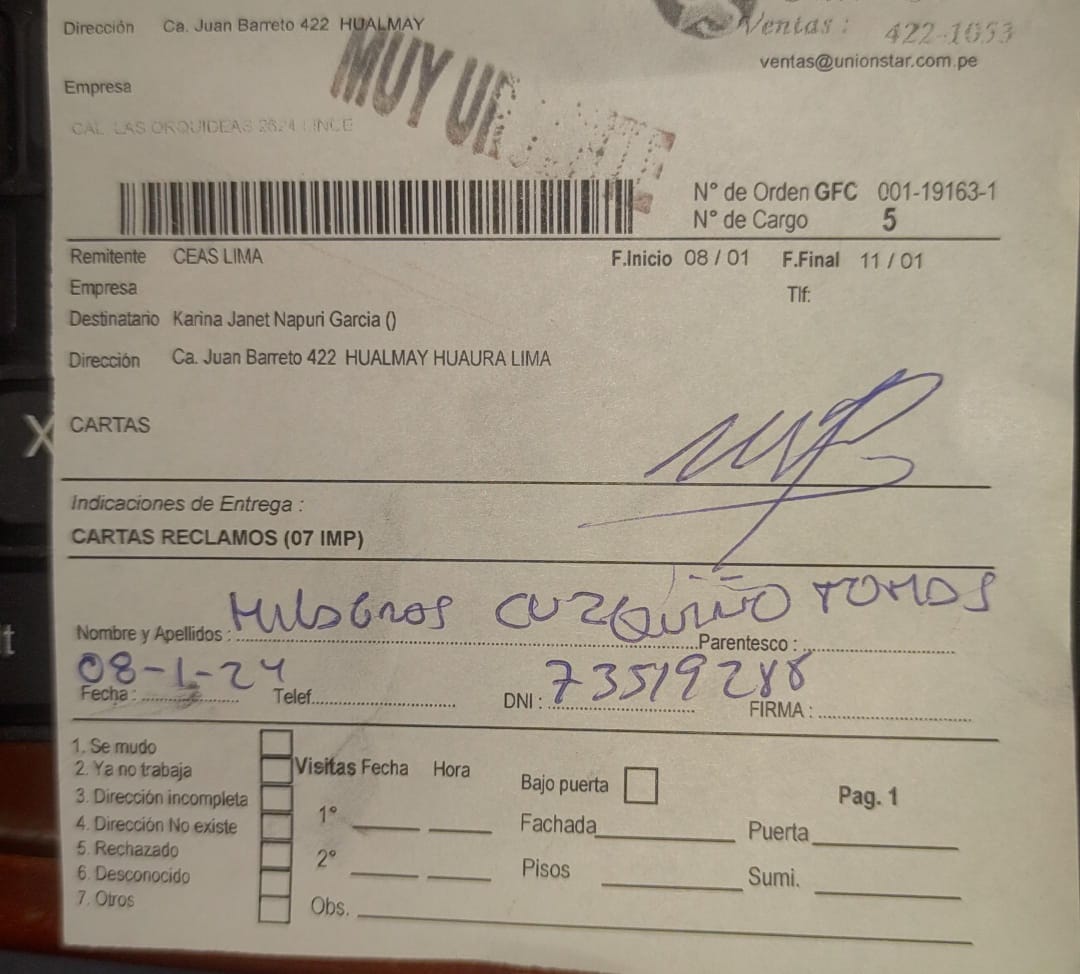 Dirección Ca. Juan Barreto 422 HUALMAY
Ventas : 422-1053
ventas@unionstar.com.pe
MUY URGENTE
Empresa
CAL LAS ORQUIDEAS 2624 LINCE
N° de Orden GFC 001-19163-1
N° de Cargo 5
Remitente CEAS LIMA F.Inicio 08 / 01 F.Final 11 / 01
Empresa Tlf:
Destinatario Karina Janet Napuri Garcia ()
Dirección Ca. Juan Barreto 422 HUALMAY HUAURA LIMA
CARTAS
Indicaciones de Entrega :
CARTAS RECLAMOS (07 IMP)
Nombre y Apellidos : MILAGROS CUZQUIÑO TOMAS Parentesco :
Fecha : 08-1-24 Telef. DNI : 73519288 FIRMA :
1. Se mudo
2. Ya no trabaja
3. Dirección incompleta
4. Dirección No existe
5. Rechazado
6. Desconocido
7. Otros
Visitas Fecha Hora
1°
2°
Obs.
Bajo puerta Pag. 1
Fachada Puerta
Pisos Sumi.
X
lt